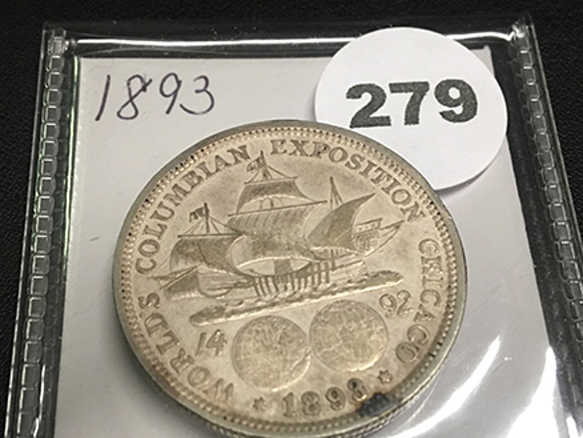 1893
279
WORLD'S COLUMBIAN EXPOSITION CHICAGO
14 92
* 1893 *